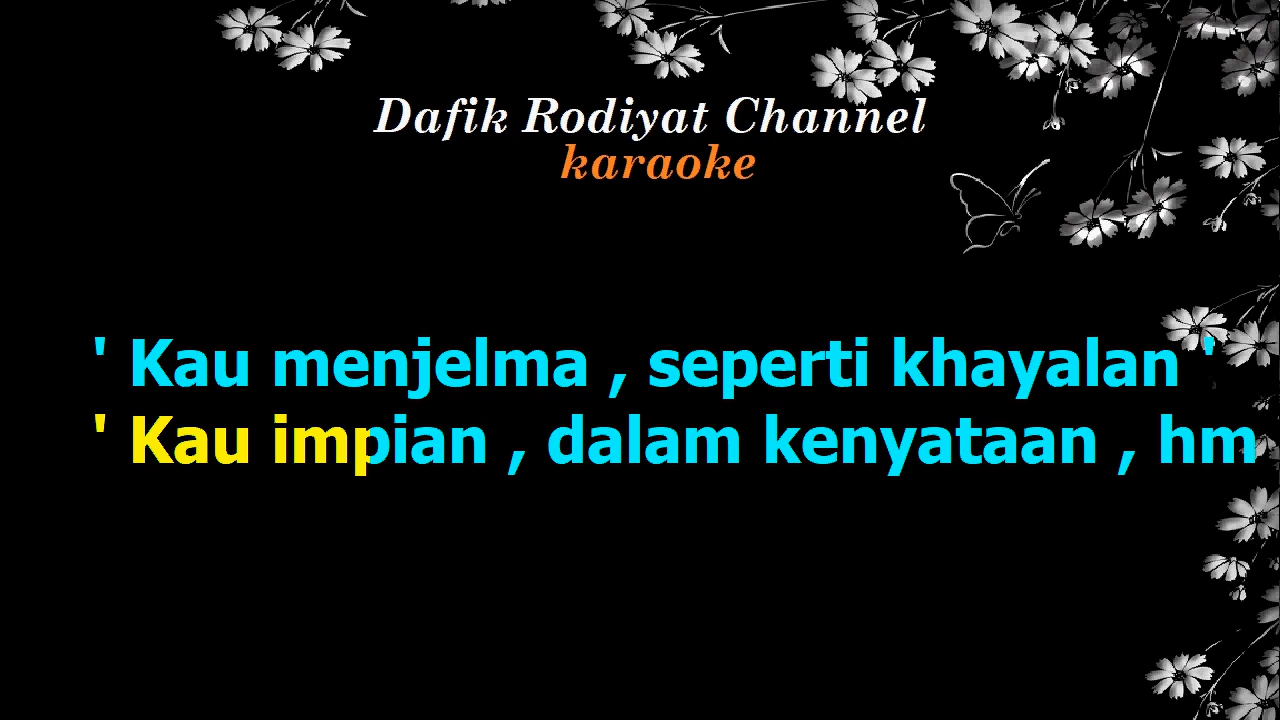 Dafik Rodiyat Channel
karaoke
' Kau menjelma , seperti khayalan '
' Kau impian , dalam kenyataan , hm